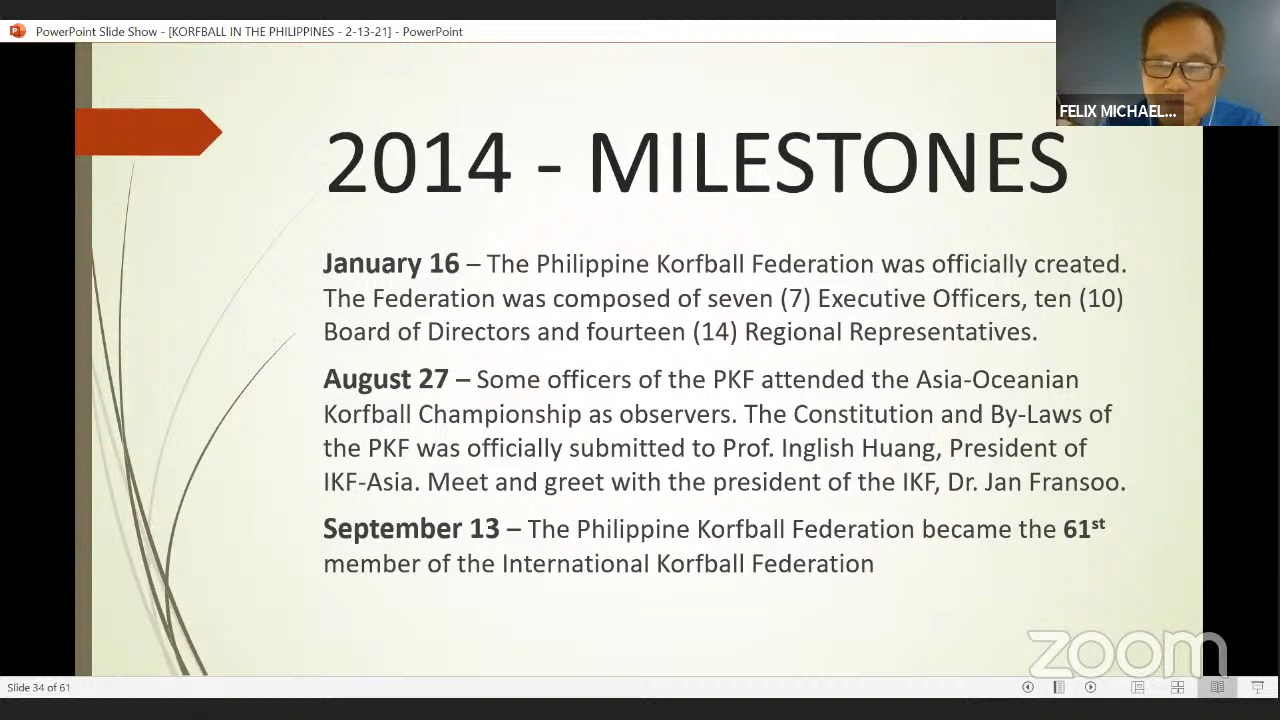 PowerPoint Slide Show - [KORFBALL IN THE PHILIPPINES - 2-13-21] - PowerPoint
FELIX MICHAEL...
2014 - MILESTONES
January 16 – The Philippine Korfball Federation was officially created.
The Federation was composed of seven (7) Executive Officers, ten (10)
Board of Directors and fourteen (14) Regional Representatives.
August 27 – Some officers of the PKF attended the Asia-Oceanian
Korfball Championship as observers. The Constitution and By-Laws of
the PKF was officially submitted to Prof. Inglish Huang, President of
IKF-Asia. Meet and greet with the president of the IKF, Dr. Jan Fransoo.
September 13 – The Philippine Korfball Federation became the 61st
member of the International Korfball Federation
zoom
Slide 34 of 61